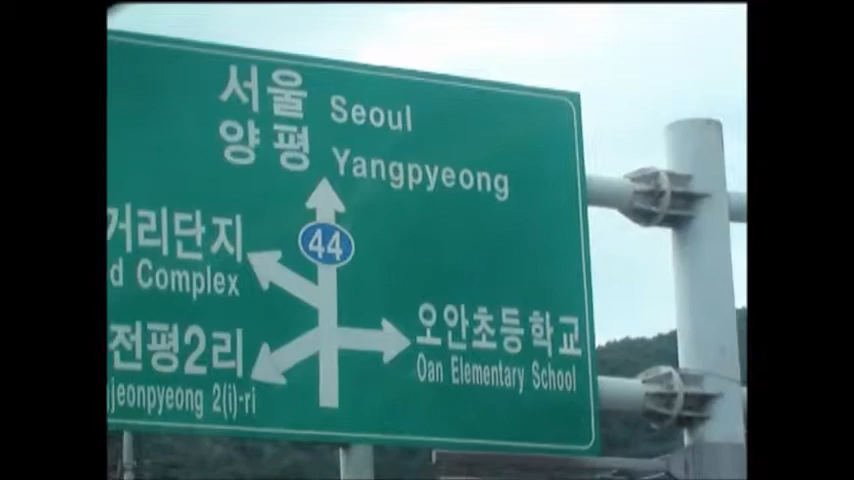 서울 Seoul
양평 Yangpyeong
44
거리단지
d Complex
오안초등학교
Oan Elementary School
전평2리
jeonpyeong 2(i)-ri